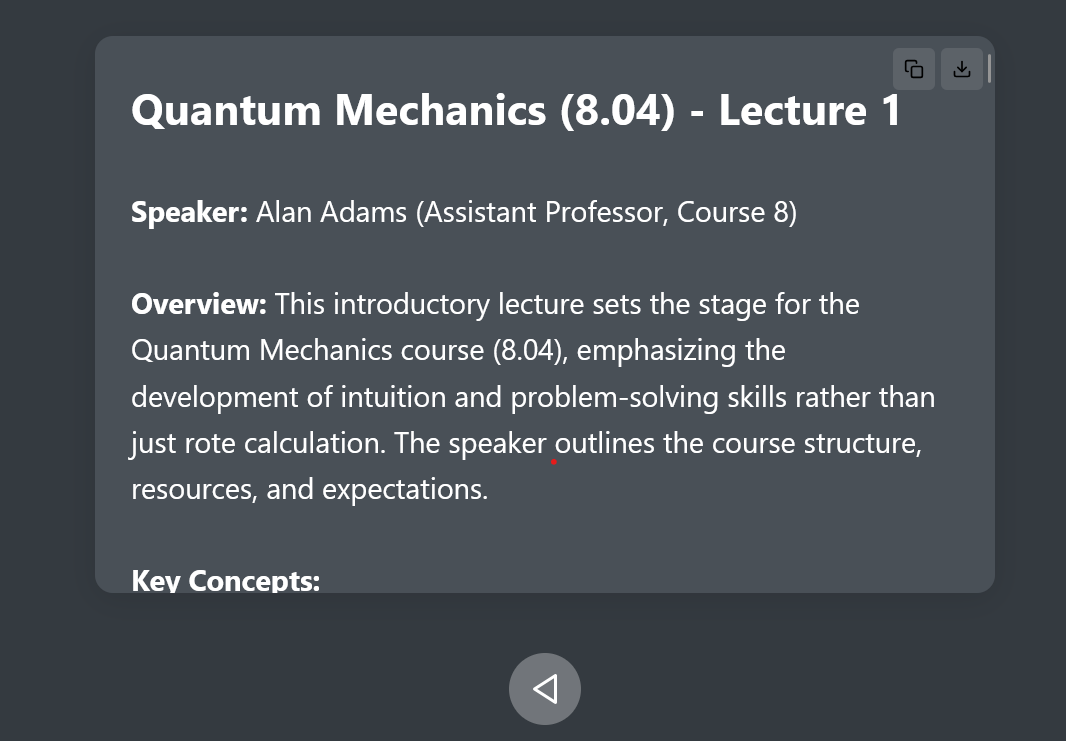 Quantum Mechanics (8.04) - Lecture 1
Speaker: Alan Adams (Assistant Professor, Course 8)
Overview: This introductory lecture sets the stage for the
Quantum Mechanics course (8.04), emphasizing the
development of intuition and problem-solving skills rather than
just rote calculation. The speaker outlines the course structure,
resources, and expectations.
Key Concepts: